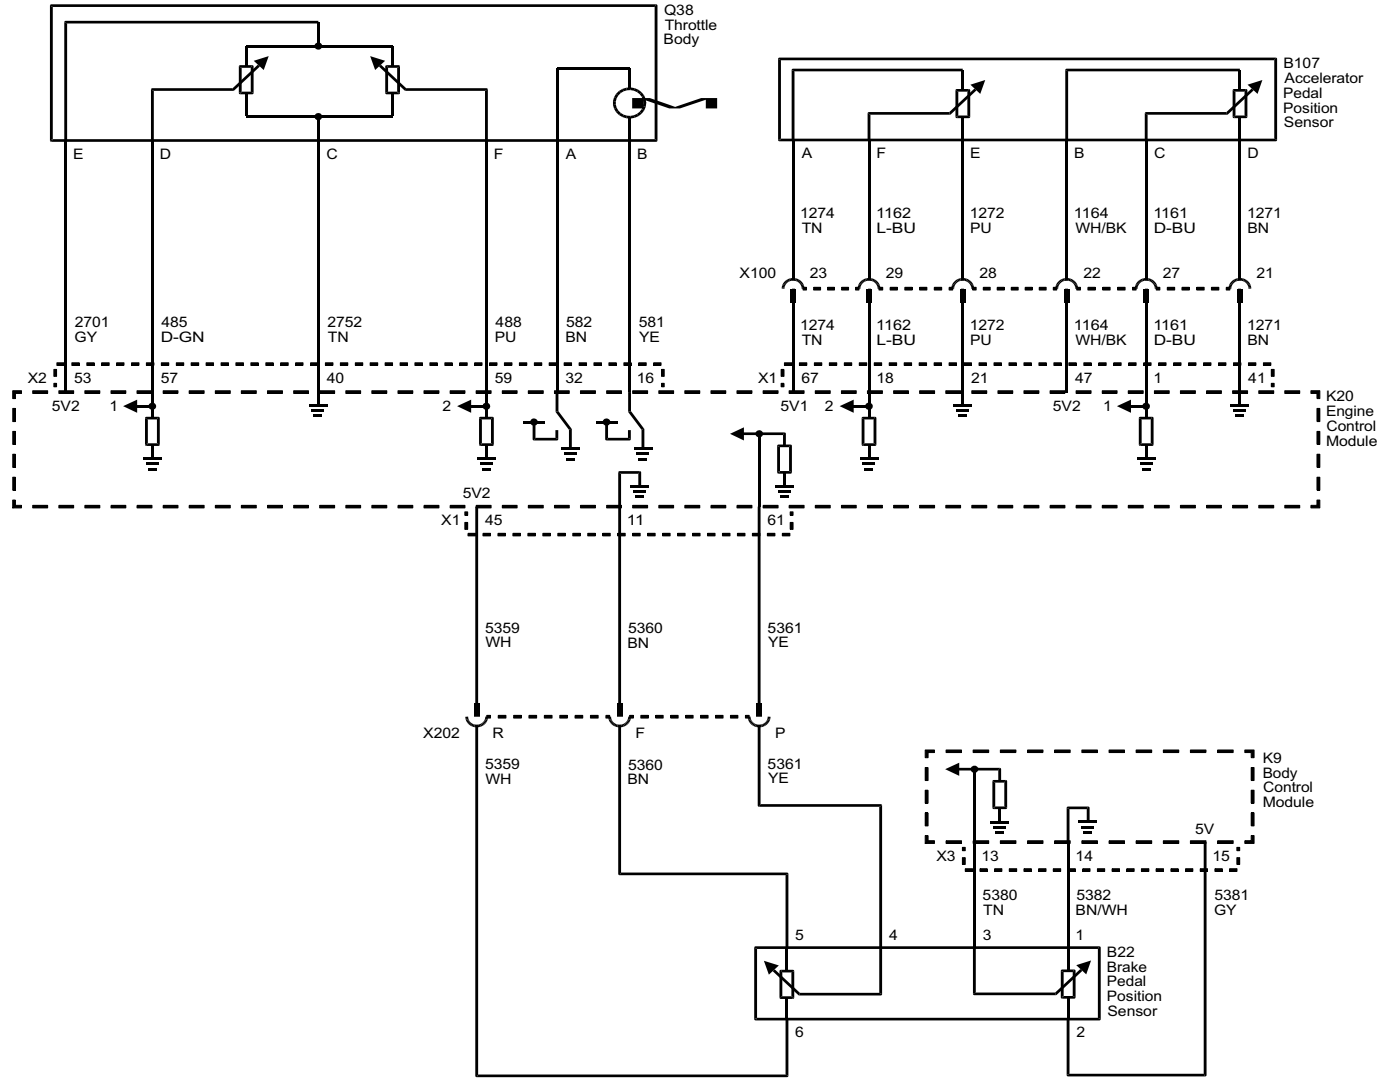 Q38
Throttle
Body
B107
Accelerator
Pedal
Position
Sensor
E D C F A B
A F E B C D
1274 1162 1272 1164 1161 1271
TN L-BU PU WH/BK D-BU BN
X100 23 29 28 22 27 21
2701 485 2752 488 582 581
GY D-GN TN PU BN YE
1274 1162 1272 1164 1161 1271
TN L-BU PU WH/BK D-BU BN
X2 53 57 40 59 32 16
X1 67 18 21 47 1 41
5V2 1 2
5V1 2 5V2 1
K20
Engine
Control
Module
5V2
X1 45 11 61
5359 5360 5361
WH BN YE
X202 R F P
5359 5360 5361
WH BN YE
K9
Body
Control
Module
5V
X3 13 14 15
5380 5382 5381
TN BN/WH GY
5 4 3 1
B22
Brake
Pedal
Position
Sensor
6 2